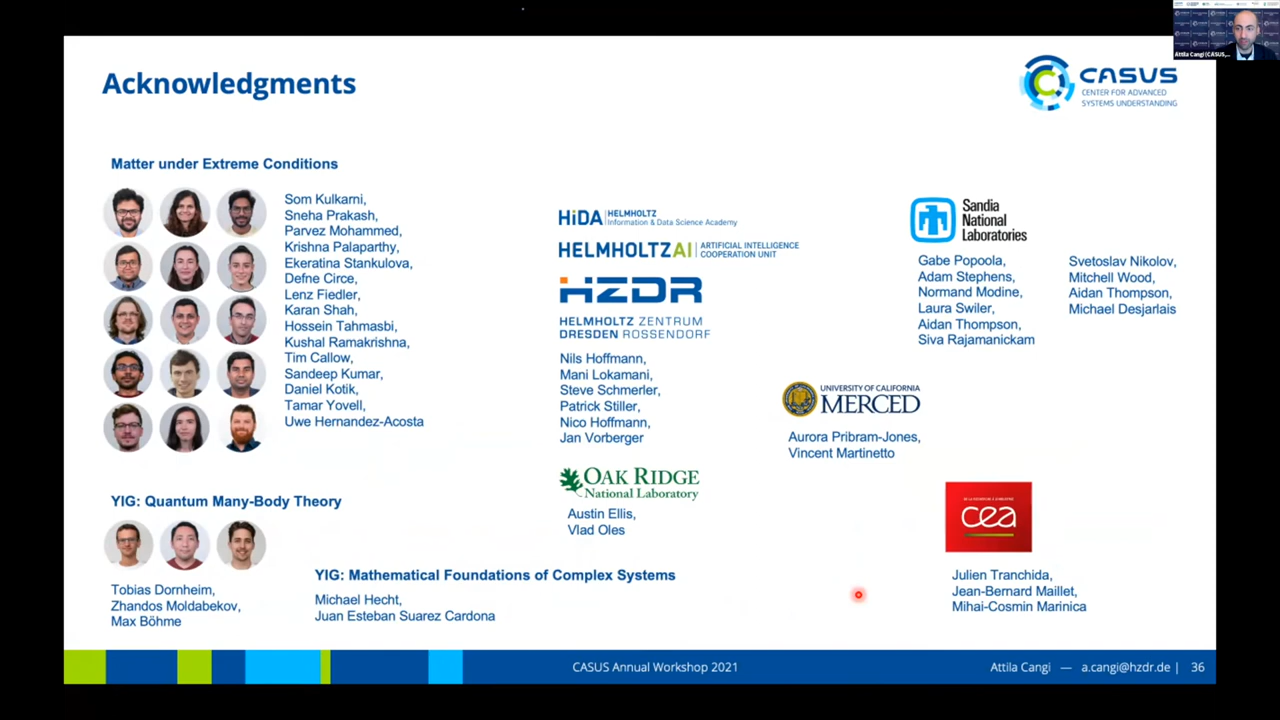 Acknowledgments
CASUS
CENTER FOR ADVANCED
SYSTEMS UNDERSTANDING
Attila Cangi (CASUS,...
Matter under Extreme Conditions
Som Kulkarni,
Sneha Prakash,
Parvez Mohammed,
Krishna Palaparthy,
Ekeratina Stankulova,
Defne Circe,
Lenz Fiedler,
Karan Shah,
Hossein Tahmasbi,
Kushal Ramakrishna,
Tim Callow,
Sandeep Kumar,
Daniel Kotik,
Tamar Yovell,
Uwe Hernandez-Acosta
YIG: Quantum Many-Body Theory
Tobias Dornheim,
Zhandos Moldabekov,
Max Böhme
YIG: Mathematical Foundations of Complex Systems
Michael Hecht,
Juan Esteban Suarez Cardona
HiDA HELMHOLTZ
Information & Data Science Academy
HELMHOLTZAI ARTIFICIAL INTELLIGENCE
COOPERATION UNIT
HZDR
HELMHOLTZ ZENTRUM
DRESDEN ROSSENDORF
Nils Hoffmann,
Mani Lokamani,
Steve Schmerler,
Patrick Stiller,
Nico Hoffmann,
Jan Vorberger
OAK RIDGE
National Laboratory
Austin Ellis,
Vlad Oles
UNIVERSITY OF CALIFORNIA
MERCED
Aurora Pribram-Jones,
Vincent Martinetto
Sandia
National
Laboratories
Gabe Popoola,
Adam Stephens,
Normand Modine,
Laura Swiler,
Aidan Thompson,
Siva Rajamanickam
Svetoslav Nikolov,
Mitchell Wood,
Aidan Thompson,
Michael Desjarlais
DE LA RECHERCHE À L'INDUSTRIE
cea
Julien Tranchida,
Jean-Bernard Maillet,
Mihai-Cosmin Marinica
CASUS Annual Workshop 2021
Attila Cangi — a.cangi@hzdr.de | 36